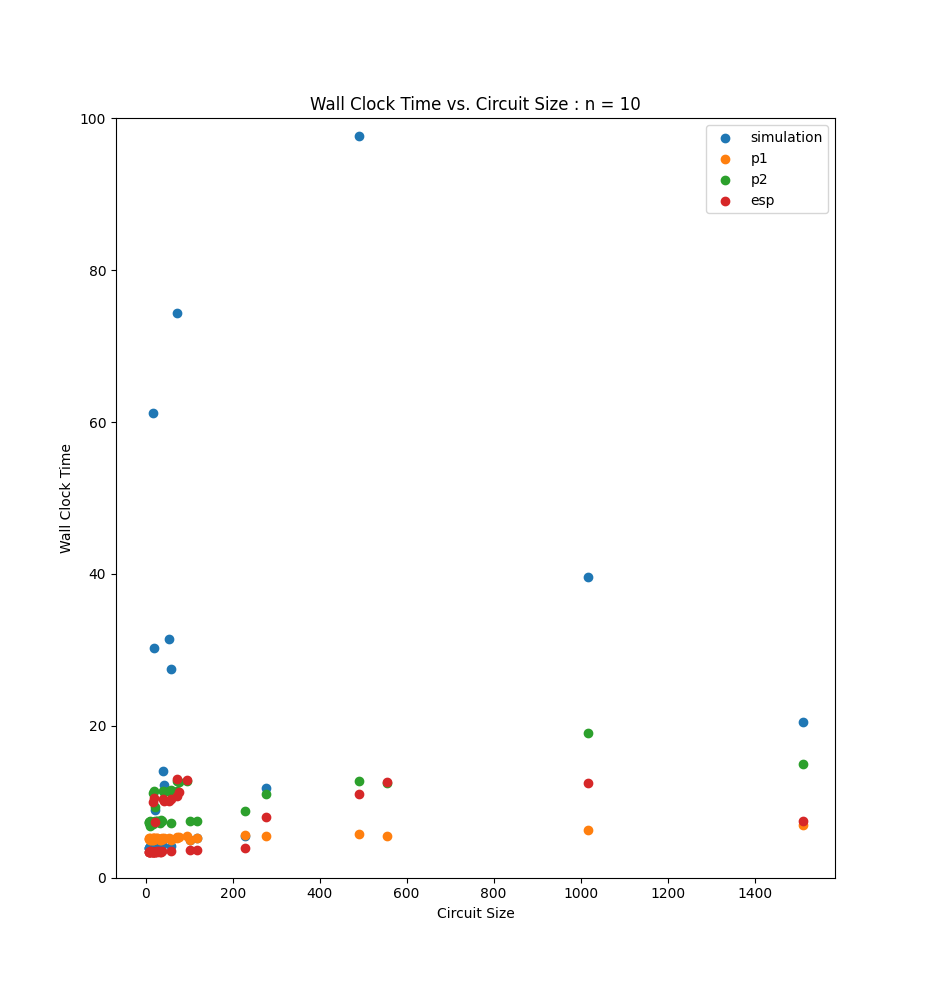 Wall Clock Time vs. Circuit Size : n = 10
simulation
p1
p2
esp
100
80
60
40
20
0
Wall Clock Time
0 200 400 600 800 1000 1200 1400
Circuit Size